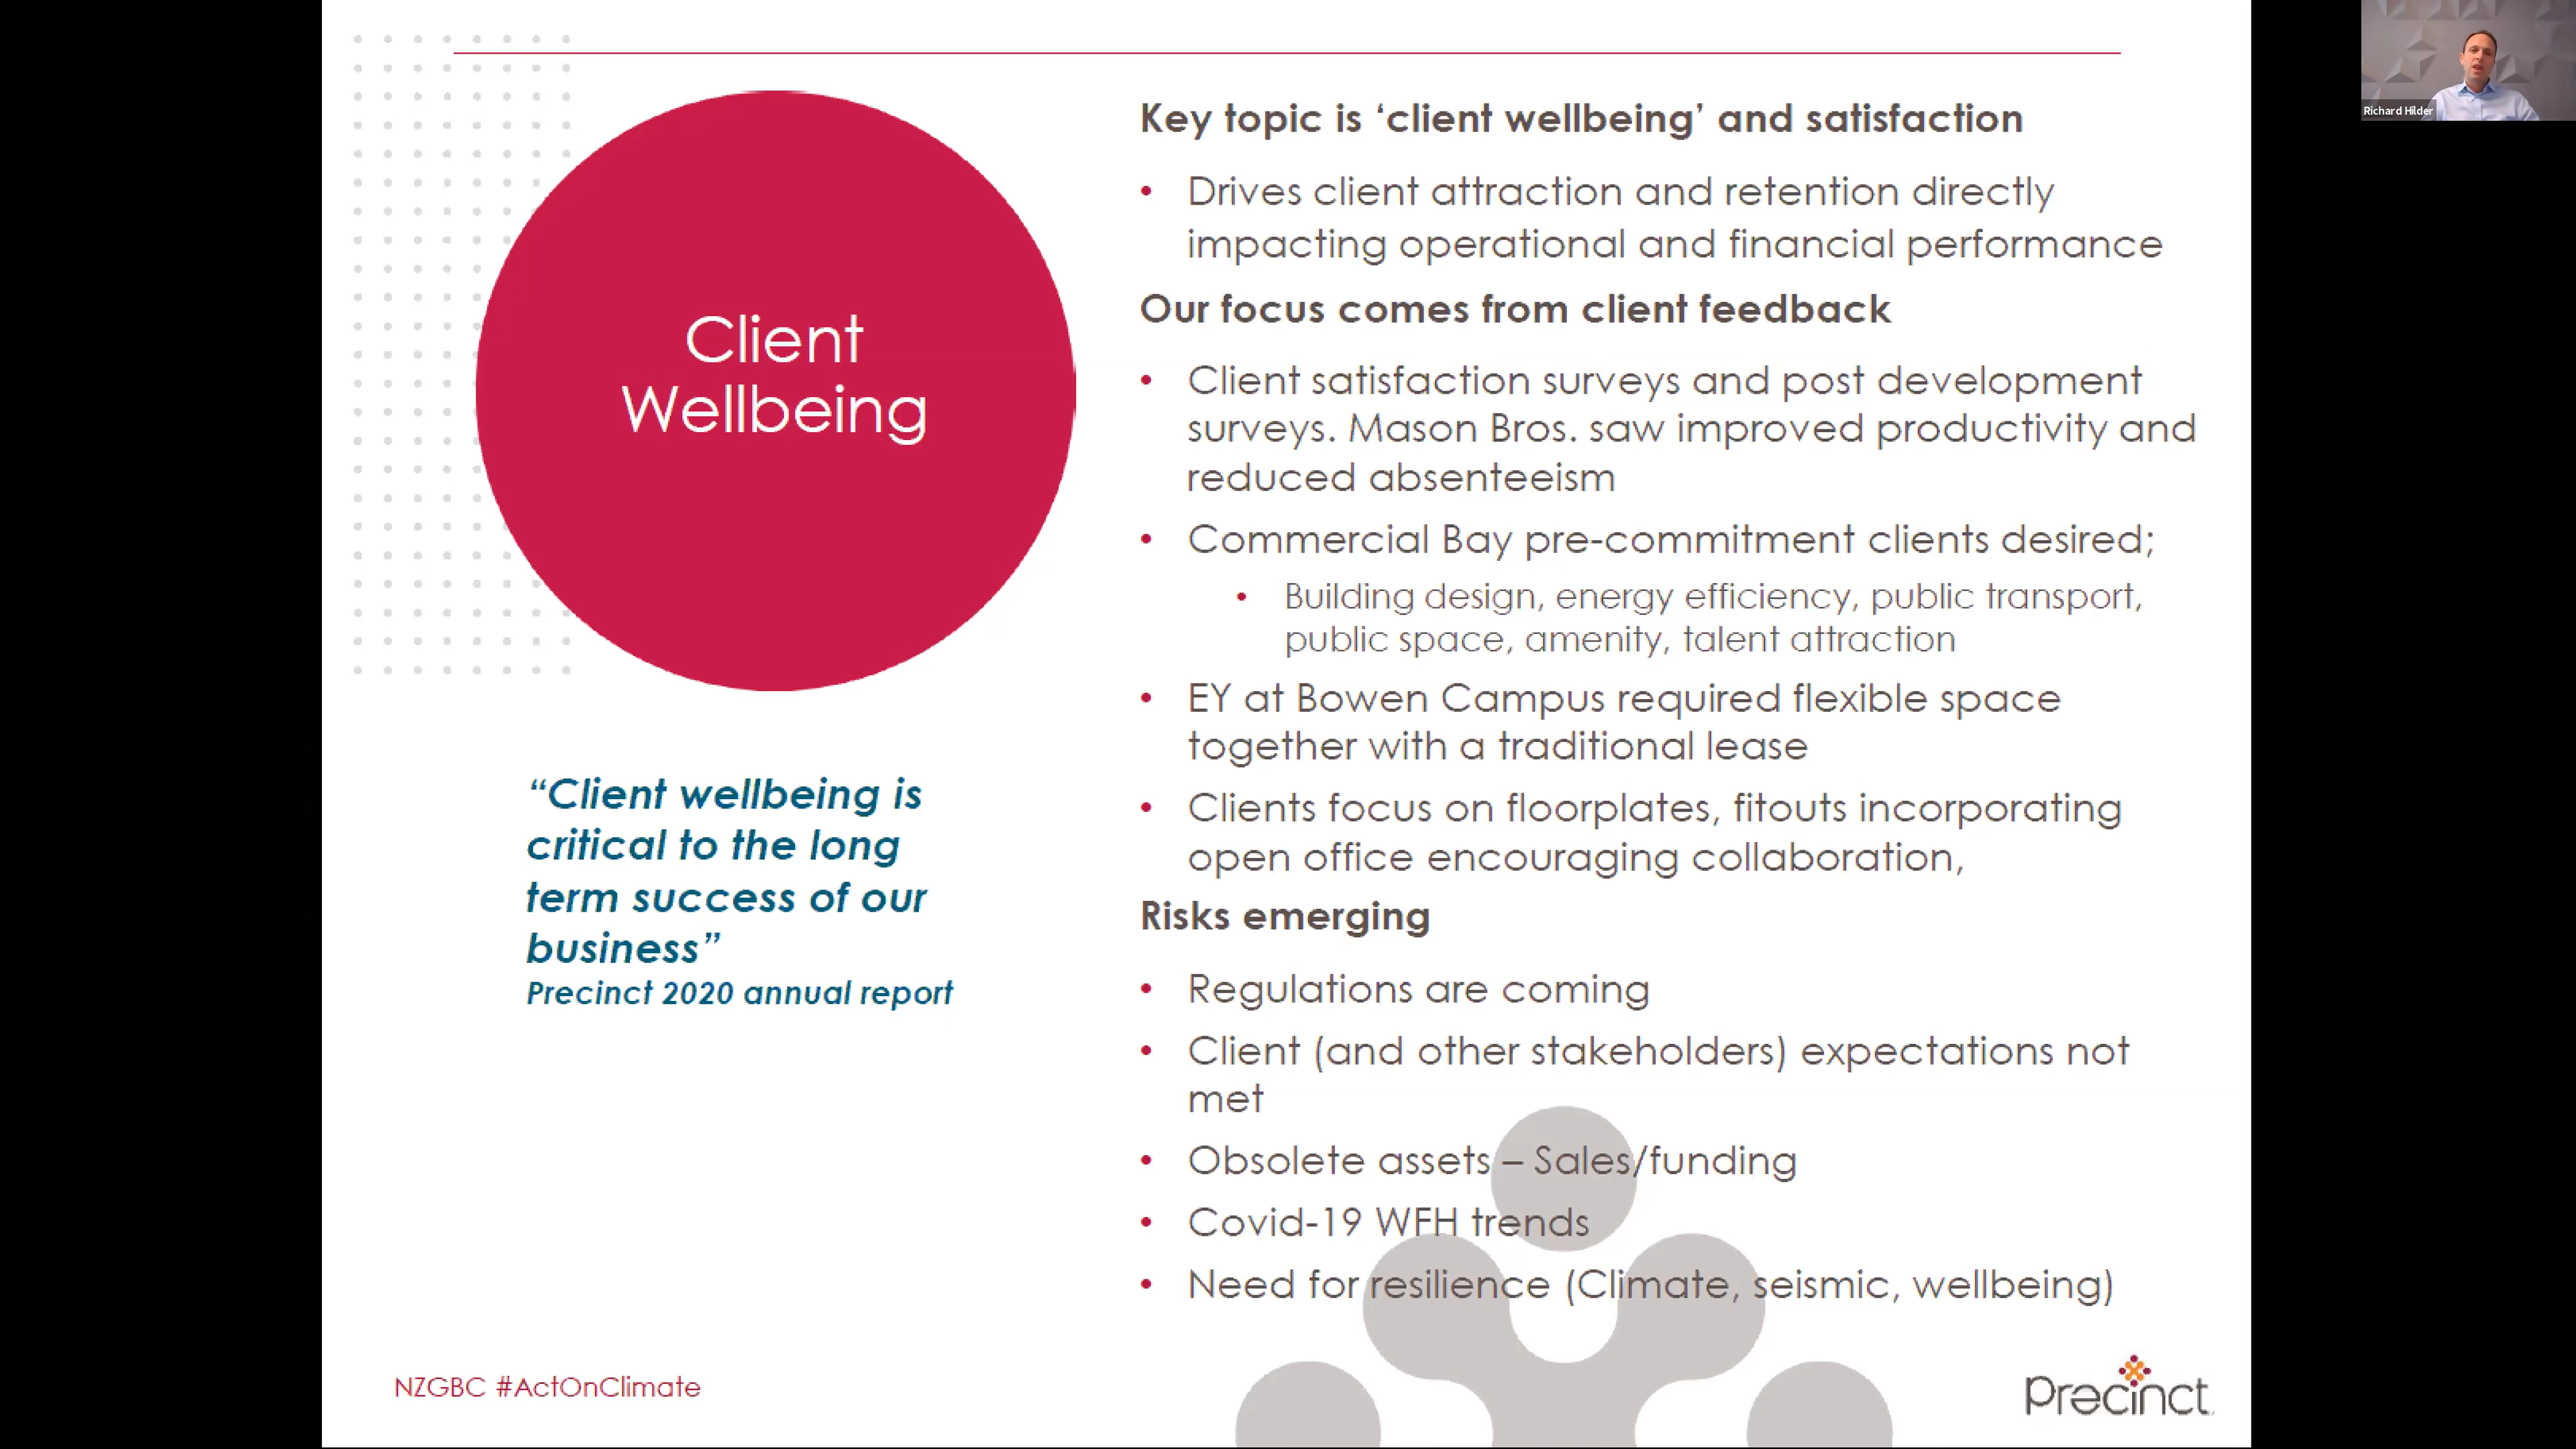 Client
Wellbeing
“Client wellbeing is
critical to the long
term success of our
business”
Precinct 2020 annual report
Key topic is ‘client wellbeing’ and satisfaction
• Drives client attraction and retention directly
impacting operational and financial performance
Our focus comes from client feedback
• Client satisfaction surveys and post development
surveys. Mason Bros. saw improved productivity and
reduced absenteeism
• Commercial Bay pre-commitment clients desired;
• Building design, energy efficiency, public transport,
public space, amenity, talent attraction
• EY at Bowen Campus required flexible space
together with a traditional lease
• Clients focus on floorplates, fitouts incorporating
open office encouraging collaboration,
Risks emerging
• Regulations are coming
• Client (and other stakeholders) expectations not
met
• Obsolete assets – Sales/funding
• Covid-19 WFH trends
• Need for resilience (Climate, seismic, wellbeing)
NZGBC #ActOnClimate
precinct
Richard Hilder